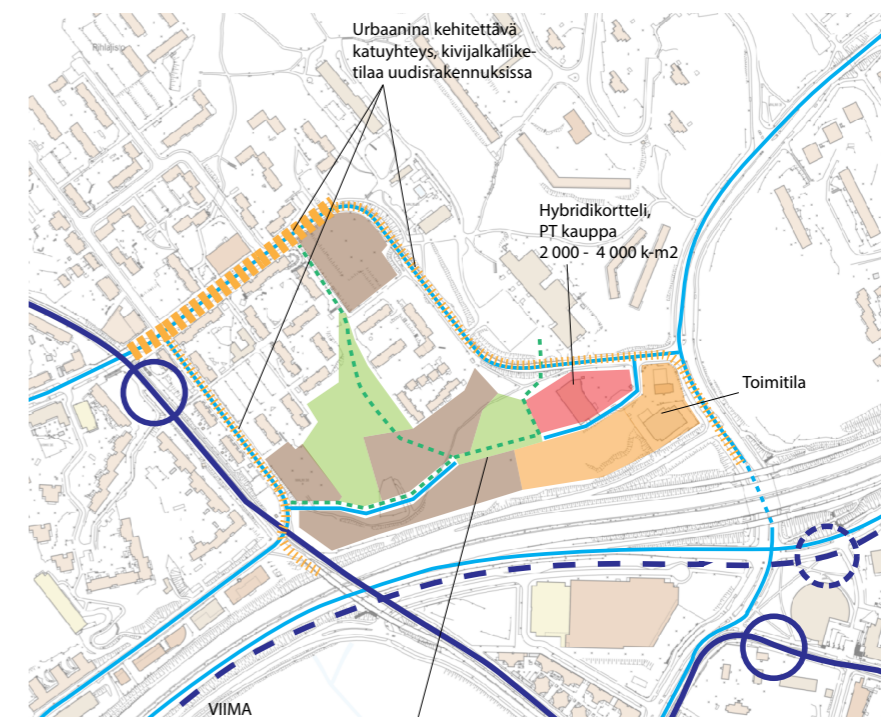 Urbaanina kehitettävä
katuyhteys, kivijalkaliike-
tilaa uudisrakennuksissa
Hybridikortteli,
PT kauppa
2 000 - 4 000 k-m2
Toimitila
VIIMA